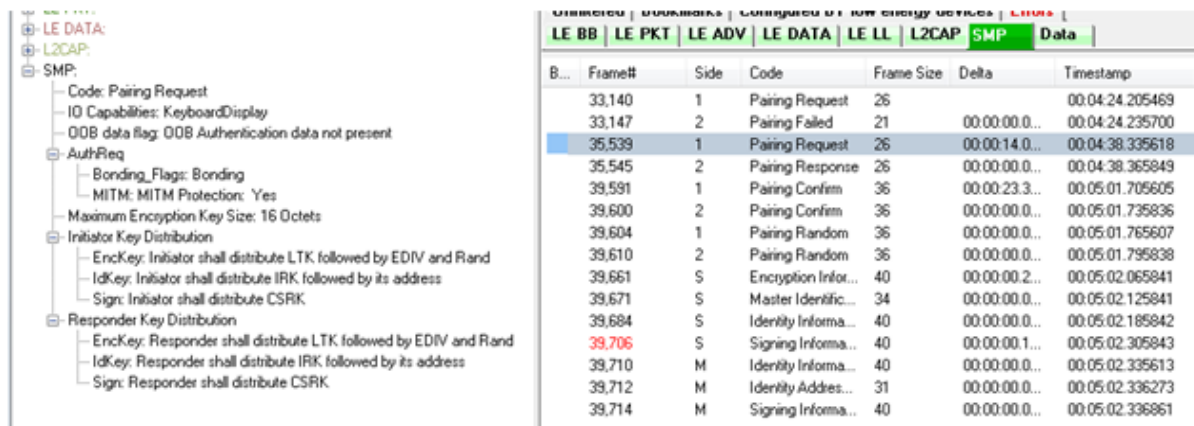 LE PKT:
LE DATA:
L2CAP:
SMP:
Code: Pairing Request
IO Capabilities: KeyboardDisplay
OOB data flag: OOB Authentication data not present
AuthReq
Bonding_Flags: Bonding
MITM: MITM Protection: Yes
Maximum Encryption Key Size: 16 Octets
Initiator Key Distribution
EncKey: Initiator shall distribute LTK followed by EDIV and Rand
IdKey: Initiator shall distribute IRK followed by its address
Sign: Initiator shall distribute CSRK
Responder Key Distribution
EncKey: Responder shall distribute LTK followed by EDIV and Rand
IdKey: Responder shall distribute IRK followed by its address
Sign: Responder shall distribute CSRK
Unfiltered Bookmarks Configured BT low energy devices Errors
LE BB LE PKT LE ADV LE DATA LE LL L2CAP SMP Data
B... Frame# Side Code Frame Size Delta Timestamp
33,140 1 Pairing Request 26 00:04:24.205469
33,147 2 Pairing Failed 21 00:00:00.0... 00:04:24.235700
35,539 1 Pairing Request 26 00:00:14.0... 00:04:38.335618
35,545 2 Pairing Response 26 00:00:00.0... 00:04:38.365849
39,591 1 Pairing Confirm 36 00:00:23.3... 00:05:01.705605
39,600 2 Pairing Confirm 36 00:00:00.0... 00:05:01.735836
39,604 1 Pairing Random 36 00:00:00.0... 00:05:01.765607
39,610 2 Pairing Random 36 00:00:00.0... 00:05:01.795838
39,661 S Encryption Infor... 40 00:00:00.2... 00:05:02.065841
39,671 S Master Identific... 34 00:00:00.0... 00:05:02.125841
39,684 S Identity Informa... 40 00:00:00.0... 00:05:02.185842
39,706 S Signing Informa... 40 00:00:00.1... 00:05:02.305843
39,710 M Identity Informa... 40 00:00:00.0... 00:05:02.335613
39,712 M Identity Addres... 31 00:00:00.0... 00:05:02.336273
39,714 M Signing Informa... 40 00:00:00.0... 00:05:02.336861